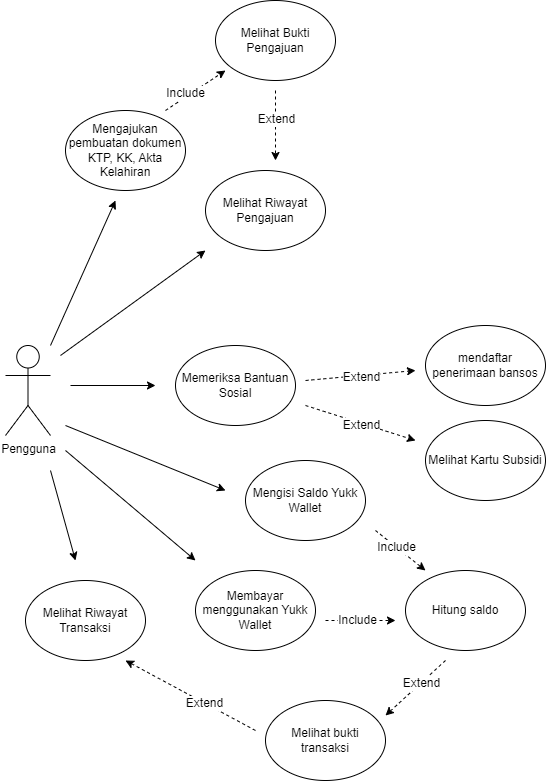 Melihat Bukti
Pengajuan
Include
Extend
Mengajukan
pembuatan dokumen
KTP, KK, Akta
Kelahiran
Melihat Riwayat
Pengajuan
Memeriksa Bantuan
Sosial
Extend
mendaftar
penerimaan bansos
Extend
Melihat Kartu Subsidi
Pengguna
Mengisi Saldo Yukk
Wallet
Include
Melihat Riwayat
Transaksi
Membayar
menggunakan Yukk
Wallet
Include
Hitung saldo
Extend
Extend
Melihat bukti
transaksi